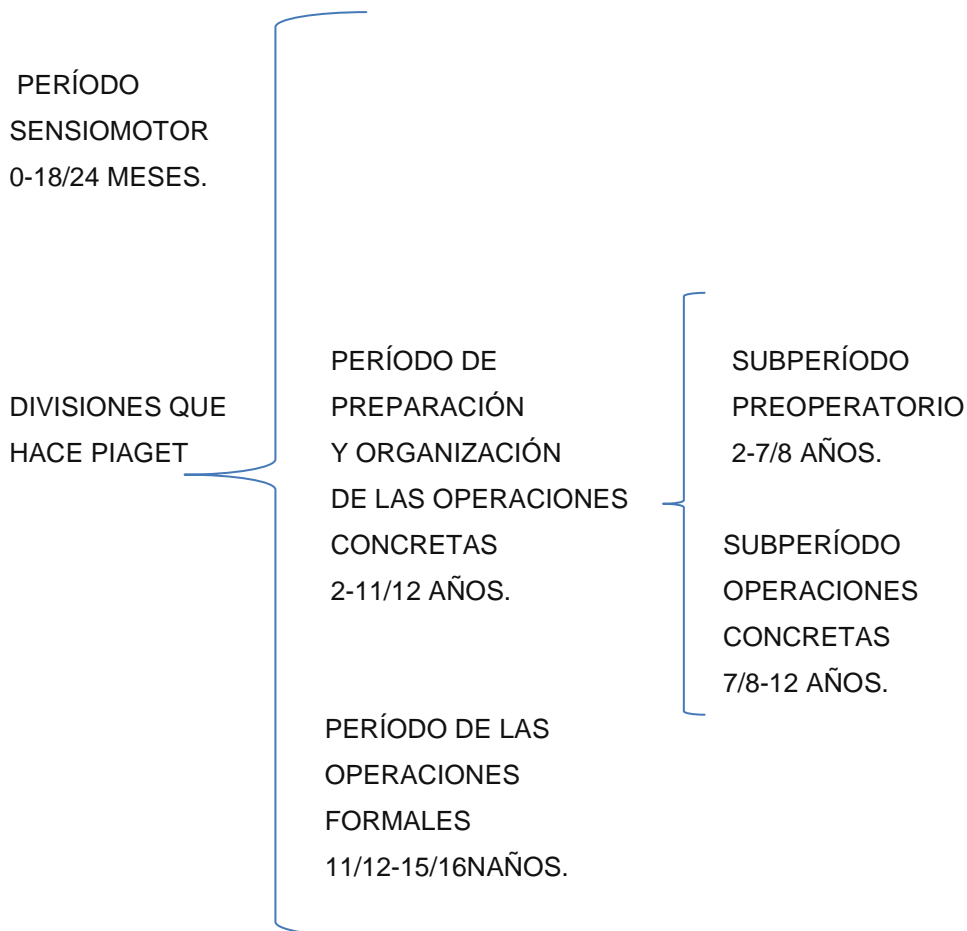 PERÍODO
SENSIOMOTOR
0-18/24 MESES.
DIVISIONES QUE
HACE PIAGET
PERÍODO DE
PREPARACIÓN
Y ORGANIZACIÓN
DE LAS OPERACIONES
CONCRETAS
2-11/12 AÑOS.
SUBPERÍODO
PREOPERATORIO
2-7/8 AÑOS.
SUBPERÍODO
OPERACIONES
CONCRETAS
7/8-12 AÑOS.
PERÍODO DE LAS
OPERACIONES
FORMALES
11/12-15/16NAÑOS.